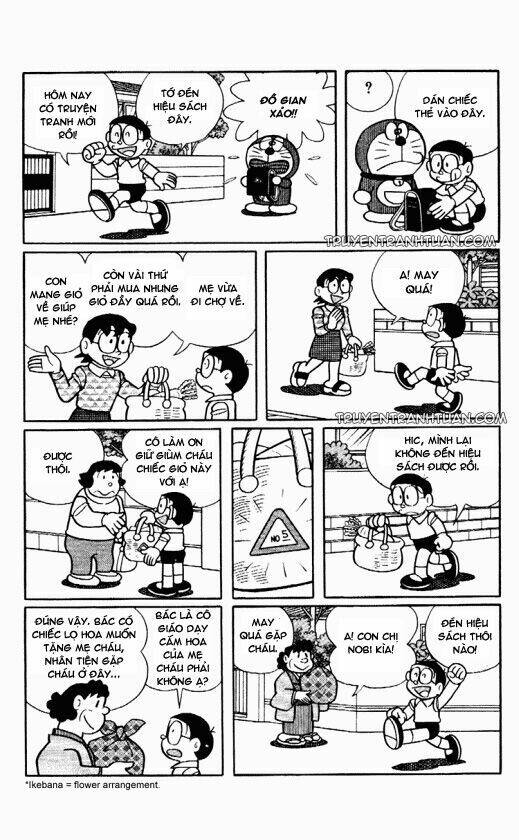 DÁN CHIẾC
THẺ VÀO ĐÂY.
?
TRUYENTRANHTUAN.COM
ĐỒ GIAN
XẢO!!
TỚ ĐẾN
HIỆU SÁCH
ĐÂY.
HÔM NAY
CÓ TRUYỆN
TRANH MỚI
RỒI!
A! MAY
QUÁ!
TRUYENTRANHTUAN.COM
MẸ VỪA
ĐI CHỢ VỀ.
CÒN VÀI THỨ
PHẢI MUA NHƯNG
GIỎ ĐẦY QUÁ RỒI.
CON
MANG GIỎ
VỀ GIÚP
MẸ NHÉ?
HIC, MÌNH LẠI
KHÔNG ĐẾN HIỆU
SÁCH ĐƯỢC RỒI.
NO 5
CÔ LÀM ƠN
GIỮ GIÙM CHÁU
CHIẾC GIỎ NÀY
VỚI Ạ!
ĐƯỢC
THÔI.
ĐẾN HIỆU
SÁCH THÔI
NÀO!
A! CON CHỊ
NOBI KÌA!
MAY
QUÁ GẶP
CHÁU.
BÁC LÀ CÔ
GIÁO DẠY
CẮM HOA
CỦA MẸ
CHÁU PHẢI
KHÔNG Ạ?
ĐÚNG VẬY. BÁC CÓ
CHIẾC LỌ HOA MUỐN
TẶNG MẸ CHÁU,
NHÂN TIỆN GẶP
CHÁU Ở ĐÂY...
*Ikebana = flower arrangement.